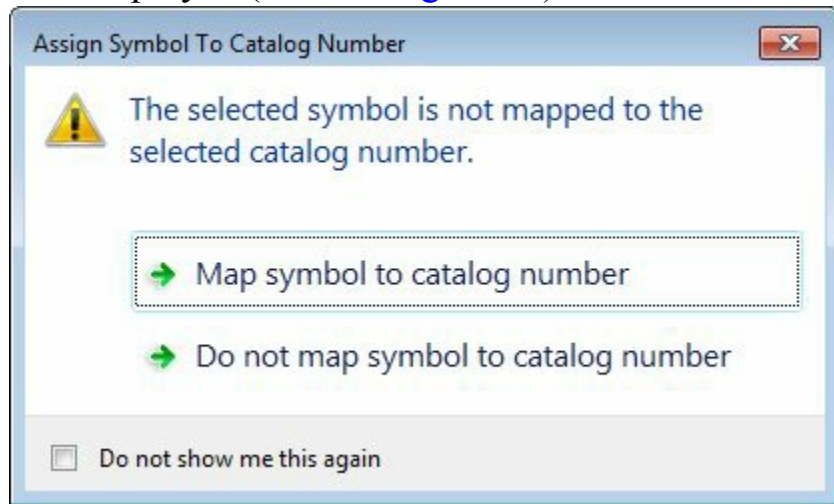 Assign Symbol To Catalog Number
The selected symbol is not mapped to the
selected catalog number.
Map symbol to catalog number
Do not map symbol to catalog number
Do not show me this again